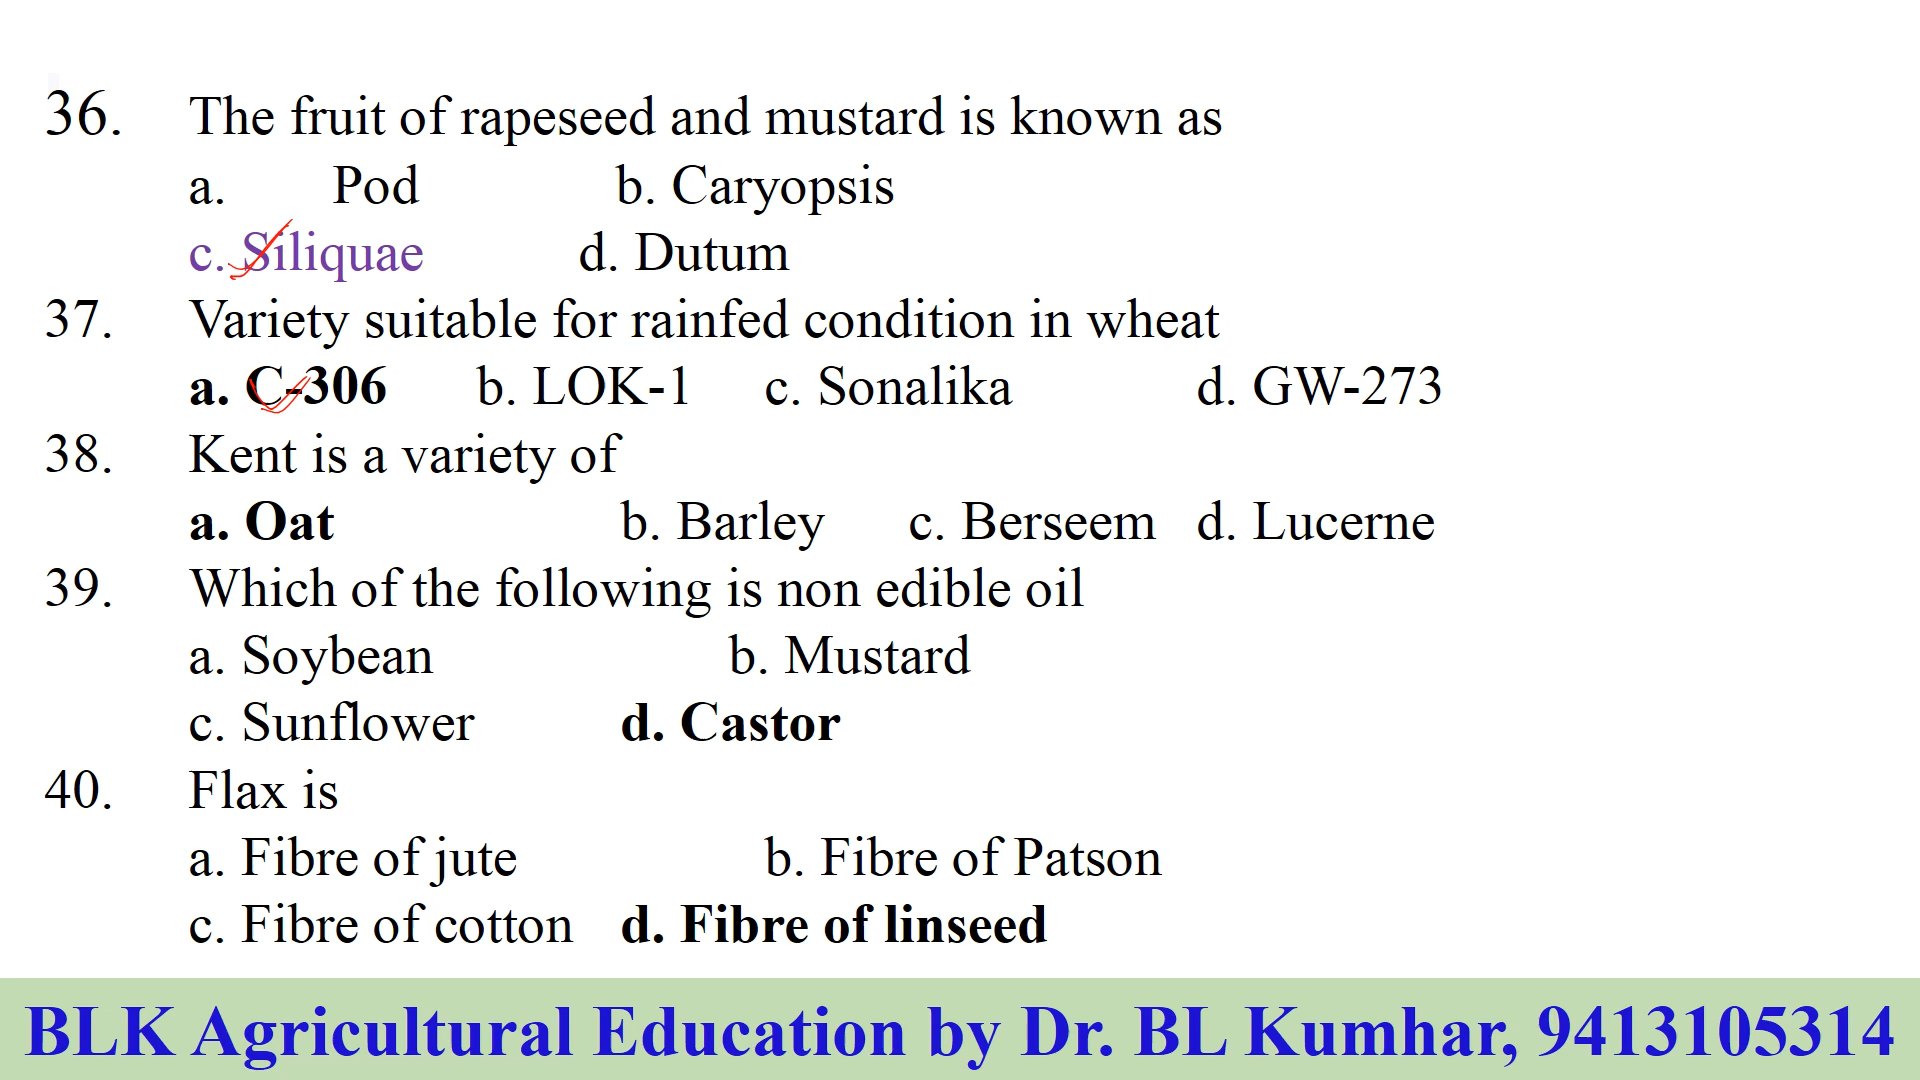 36. The fruit of rapeseed and mustard is known as
a. Pod b. Caryopsis
c. Siliquae d. Dutum
37. Variety suitable for rainfed condition in wheat
a. C-306 b. LOK-1 c. Sonalika d. GW-273
38. Kent is a variety of
a. Oat b. Barley c. Berseem d. Lucerne
39. Which of the following is non edible oil
a. Soybean b. Mustard
c. Sunflower d. Castor
40. Flax is
a. Fibre of jute b. Fibre of Patson
c. Fibre of cotton d. Fibre of linseed
BLK Agricultural Education by Dr. BL Kumhar, 9413105314